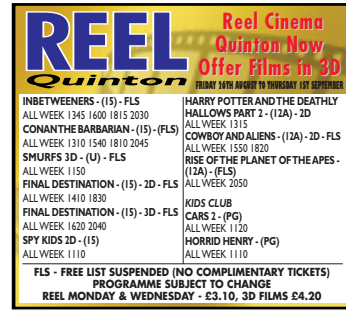 REEL
Quinton
Reel Cinema
Quinton Now
Offer Films in 3D
FRIDAY 26TH AUGUST TO THURSDAY 1ST SEPTEMBER
INBETWEENERS - (15) - FLS
ALL WEEK 1345 1600 1815 2030
CONAN THE BARBARIAN - (15) - (FLS)
ALL WEEK 1310 1540 1810 2045
SMURFS 3D - (U) - FLS
ALL WEEK 1150
FINAL DESTINATION - (15) - 2D - FLS
ALL WEEK 1410 1830
FINAL DESTINATION - (15) - 3D - FLS
ALL WEEK 1620 2040
SPY KIDS 2D - (15)
ALL WEEK 1110
HARRY POTTER AND THE DEATHLY
HALLOWS PART 2 - (12A) - 2D
ALL WEEK 1315
COWBOY AND ALIENS - (12A) - 2D - FLS
ALL WEEK 1550 1820
RISE OF THE PLANET OF THE APES -
(12A) - (FLS)
ALL WEEK 2050
KIDS CLUB
CARS 2 - (PG)
ALL WEEK 1120
HORRID HENRY - (PG)
ALL WEEK 1110
FLS - FREE LIST SUSPENDED (NO COMPLIMENTARY TICKETS)
PROGRAMME SUBJECT TO CHANGE
REEL MONDAY & WEDNESDAY - £3.10, 3D FILMS £4.20